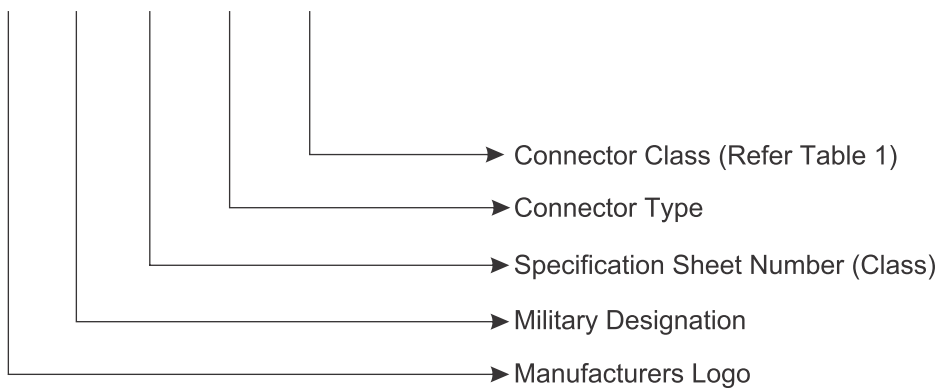 Connector Class (Refer Table 1)
Connector Type
Specification Sheet Number (Class)
Military Designation
Manufacturers Logo